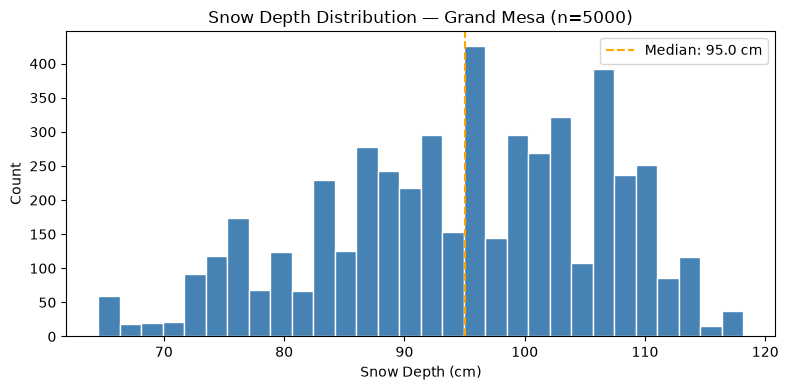 Snow Depth Distribution — Grand Mesa (n=5000)
Median: 95.0 cm
Count
400
350
300
250
200
150
100
50
0
70 80 90 100 110 120
Snow Depth (cm)